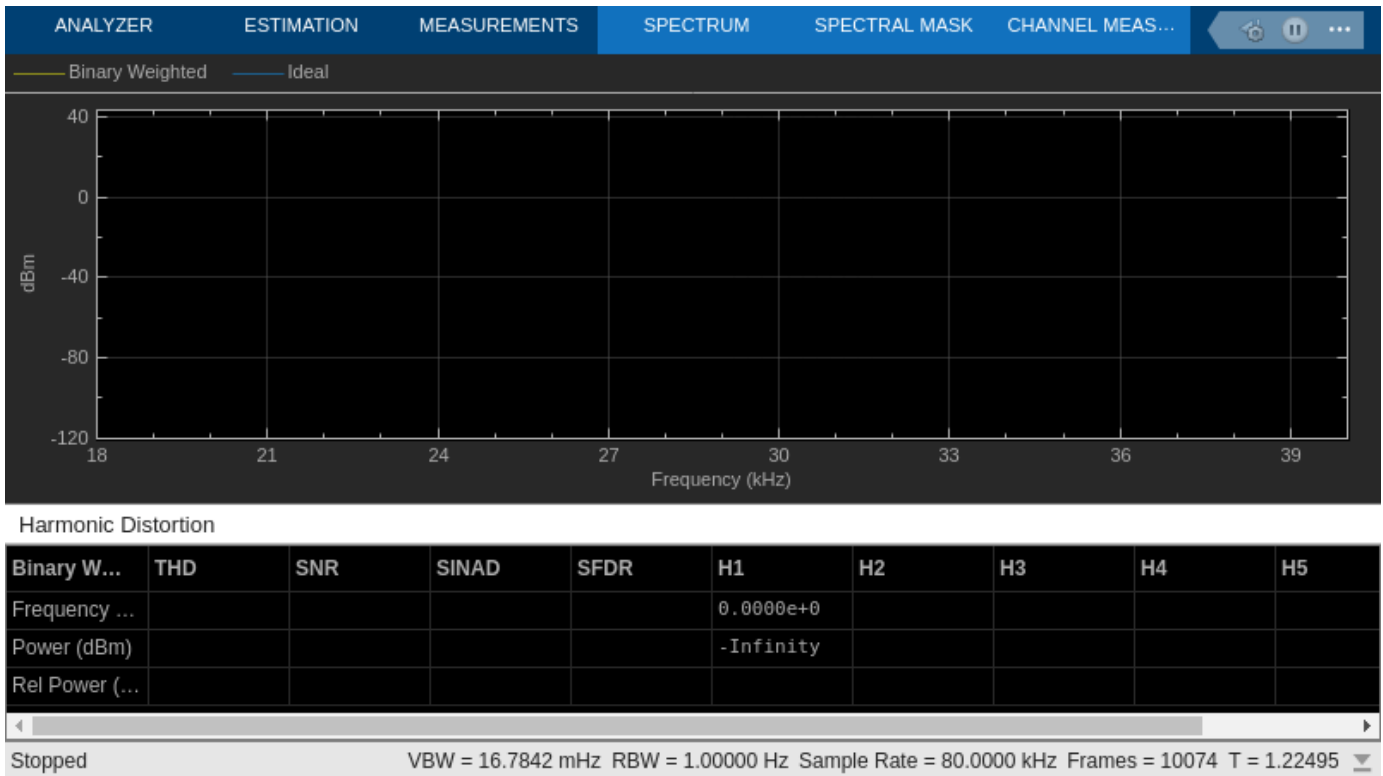 ANALYZER ESTIMATION MEASUREMENTS SPECTRUM SPECTRAL MASK CHANNEL MEAS...
Binary Weighted Ideal
40
0
-40
-80
-120
dBm
18 21 24 27 30 33 36 39
Frequency (kHz)
Harmonic Distortion
Binary W... THD SNR SINAD SFDR H1 H2 H3 H4 H5
Frequency ... 0.0000e+0
Power (dBm) -Infinity
Rel Power (...
Stopped VBW = 16.7842 mHz RBW = 1.00000 Hz Sample Rate = 80.0000 kHz Frames = 10074 T = 1.22495